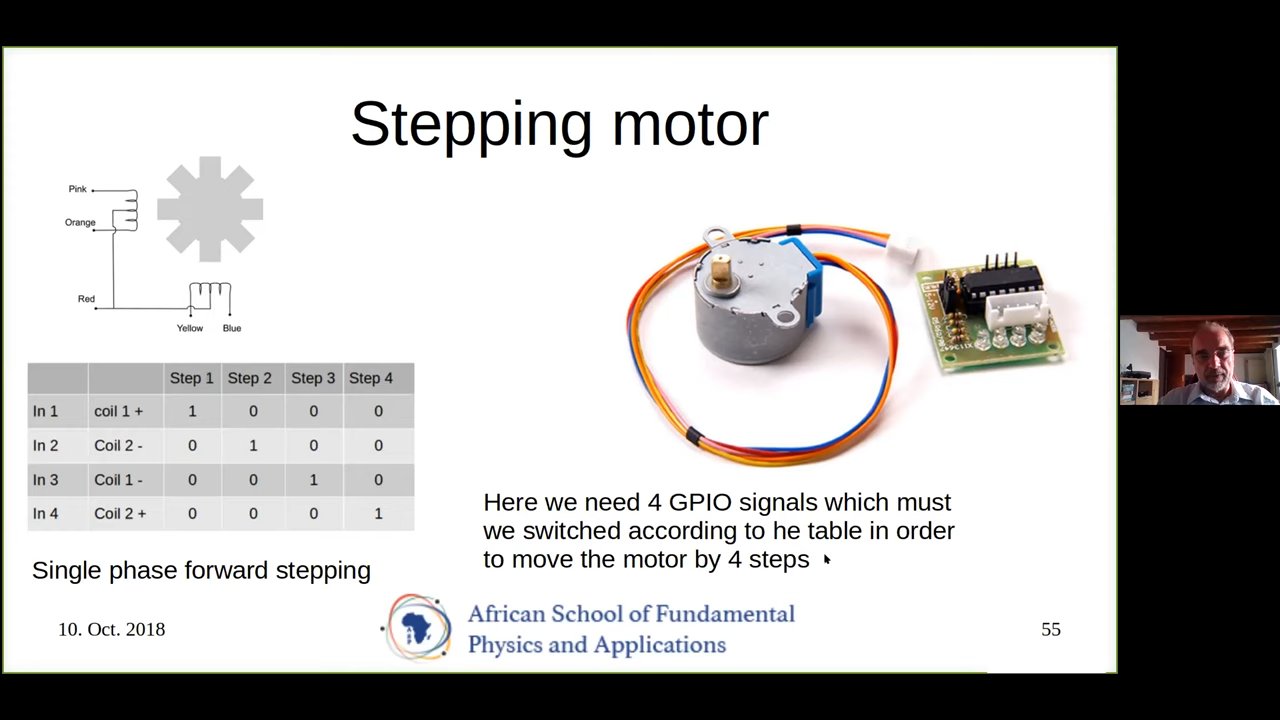 Stepping motor
Pink
Orange
Red
Yellow Blue
Step 1 Step 2 Step 3 Step 4
In 1 coil 1 + 1 0 0 0
In 2 Coil 2 - 0 1 0 0
In 3 Coil 1 - 0 0 1 0
In 4 Coil 2 + 0 0 0 1
Single phase forward stepping
Here we need 4 GPIO signals which must
we switched according to he table in order
to move the motor by 4 steps
10. Oct. 2018
African School of Fundamental
Physics and Applications
55